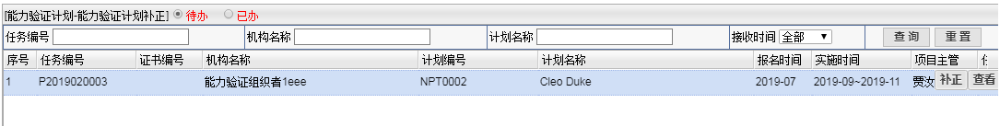 [能力验证计划-能力验证计划补正] 待办 已办
任务编号 机构名称 计划名称 接收时间 全部 查 询 重 置
序号 任务编号 证书编号 机构名称 计划编号 计划名称 报名时间 实施时间 项目主管
1 P2019020003 能力验证组织者1eee NPT0002 Cleo Duke 2019-07 2019-09~2019-11 贾汝 补正 查看